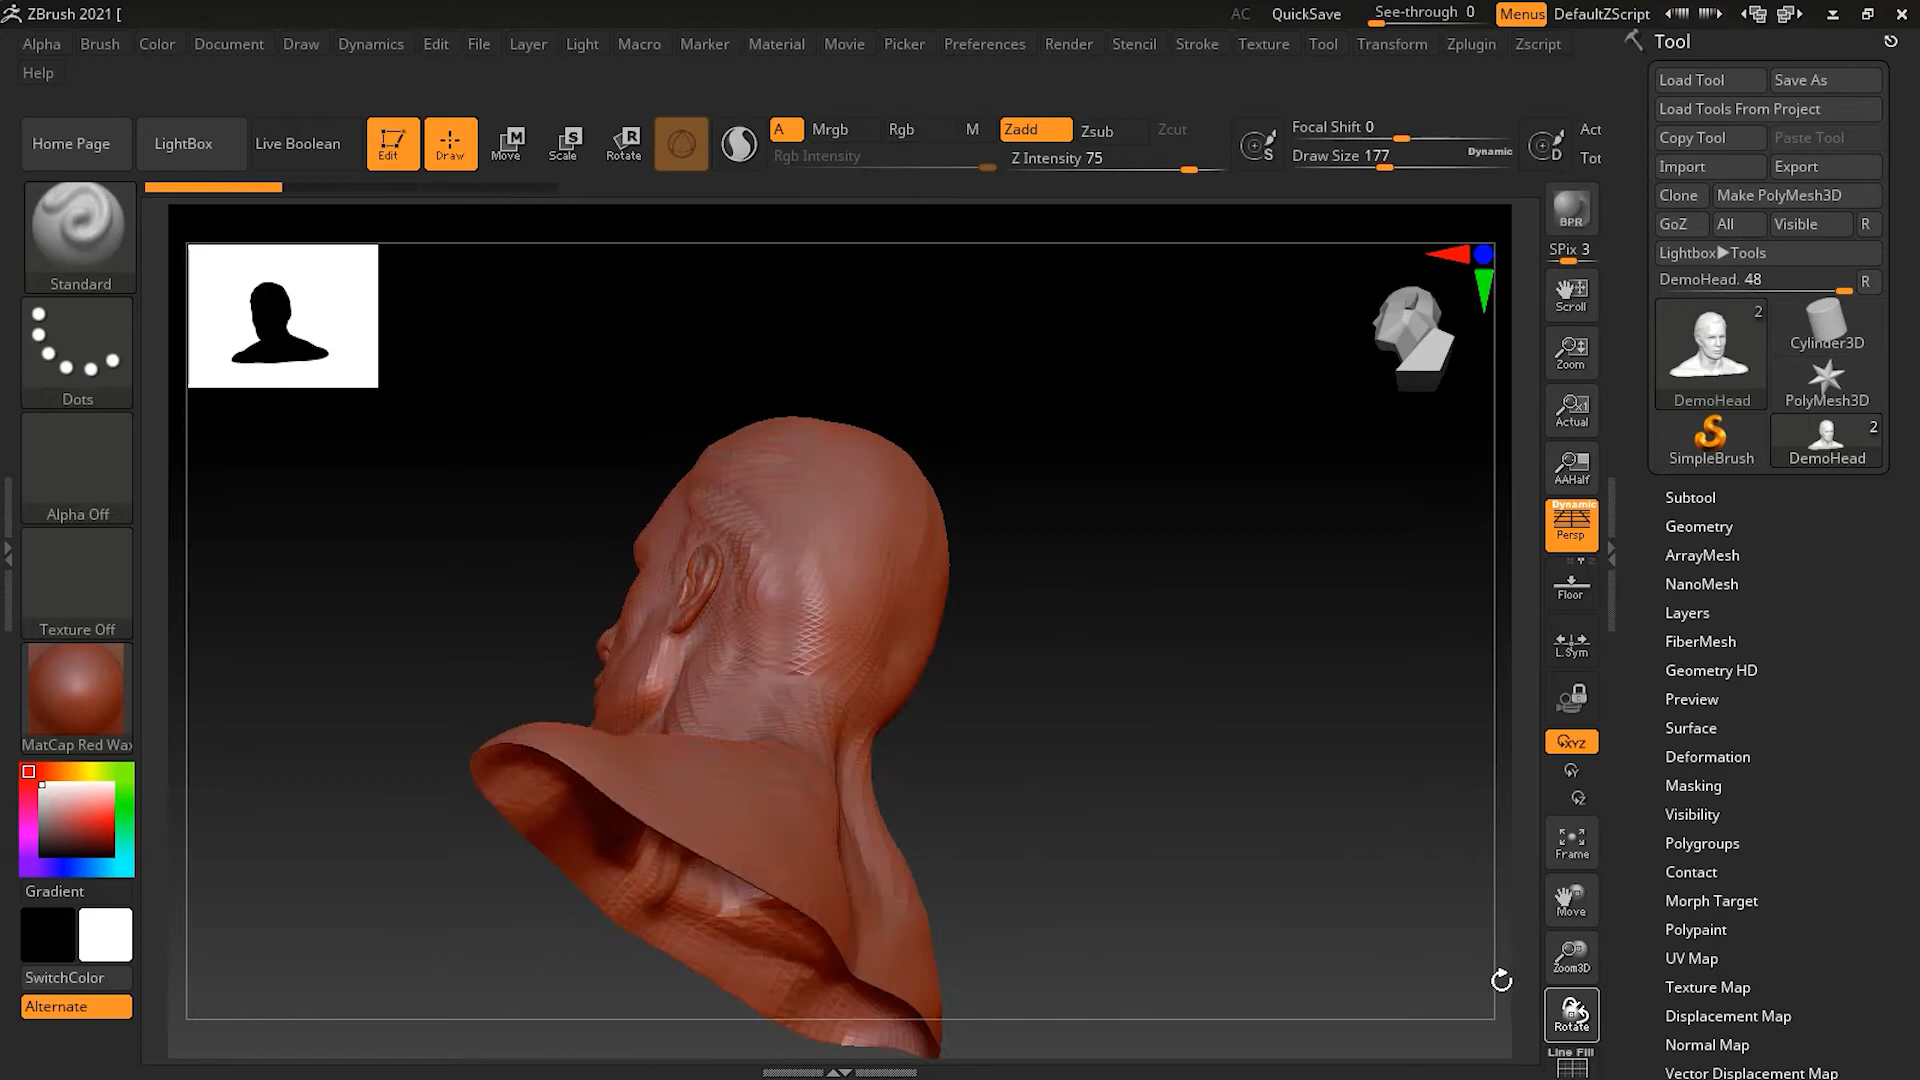 ZBrush 2021 [
AC QuickSave See-through 0 Menus DefaultZScript
Alpha Brush Color Document Draw Dynamics Edit File Layer Light Macro Marker Material Movie Picker Preferences Render Stencil Stroke Texture Tool Transform Zplugin Zscript
Help
Home Page LightBox Live Boolean Edit Draw Move Scale Rotate
M S R
A Mrgb Rgb M Zadd Zsub Zcut
Rgb Intensity Z Intensity 75
S Focal Shift 0
Draw Size 177 Dynamic
D Act
Tot
Standard
Dots
Alpha Off
Texture Off
MatCap Red Wax
Gradient
SwitchColor
Alternate
BPR
SPix 3
Scroll
Zoom
Actual
AAHalf
Dynamic
Persp
Floor
L.Sym
XYZ
Y
Z
Frame
Move
Zoom3D
Rotate
Line Fill
Tool
Load Tool Save As
Load Tools From Project
Copy Tool Paste Tool
Import Export
Clone Make PolyMesh3D
GoZ All Visible R
Lightbox▶Tools
DemoHead. 48 R
2
DemoHead
Cylinder3D
PolyMesh3D
SimpleBrush
2
DemoHead
Subtool
Geometry
ArrayMesh
NanoMesh
Layers
FiberMesh
Geometry HD
Preview
Surface
Deformation
Masking
Visibility
Polygroups
Contact
Morph Target
Polypaint
UV Map
Texture Map
Displacement Map
Normal Map
Vector Displacement Map